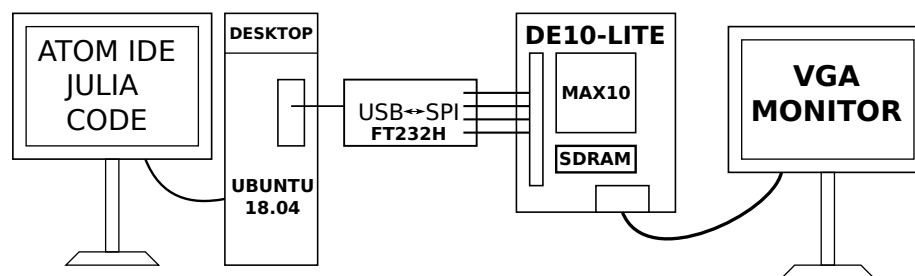 ATOM IDE
JULIA
CODE
DESKTOP
UBUNTU
18.04
USB↔SPI
FT232H
DE10-LITE
MAX10
SDRAM
VGA
MONITOR